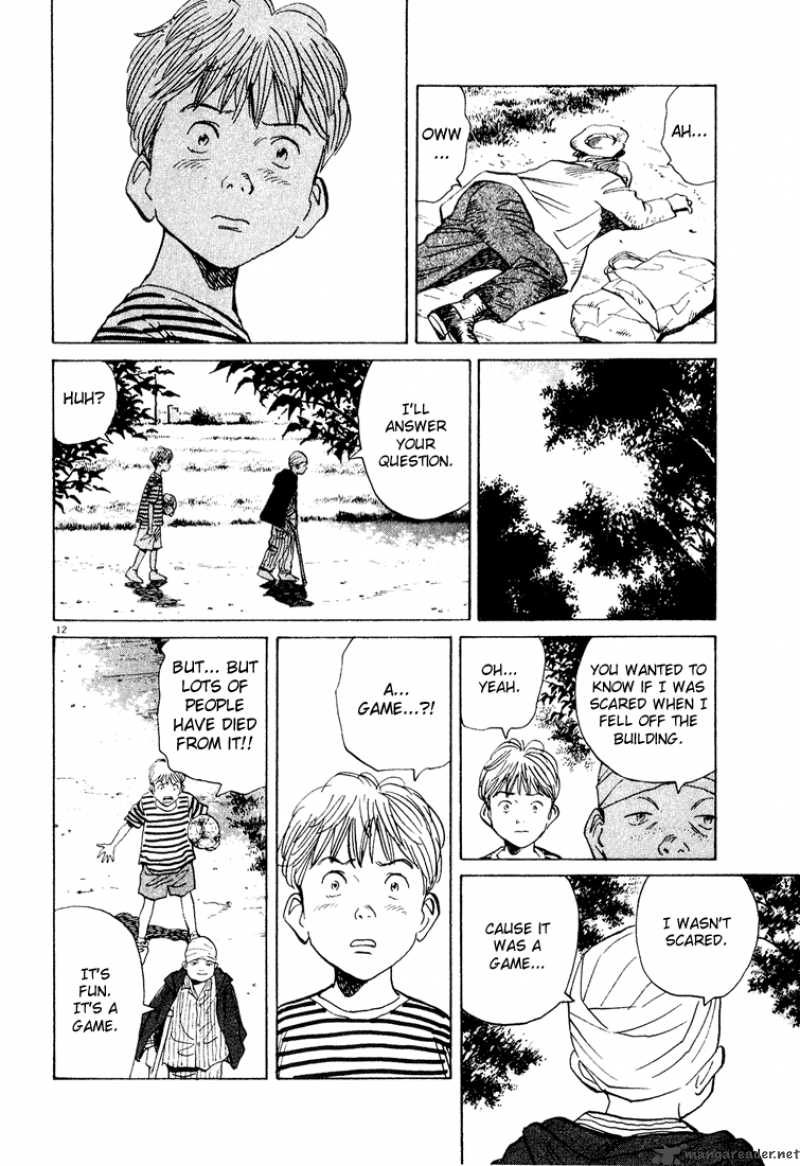 AH...
OWW
...
I'LL
ANSWER
YOUR
QUESTION.
HUH?
12
YOU WANTED TO
KNOW IF I WAS
SCARED WHEN I
FELL OFF THE
BUILDING.
OH...
YEAH.
I WASN'T
SCARED.
CAUSE IT
WAS A
GAME...
A...
GAME...?!
BUT... BUT
LOTS OF
PEOPLE
HAVE DIED
FROM IT!!
IT'S
FUN.
IT'S A
GAME.
mangareader.net